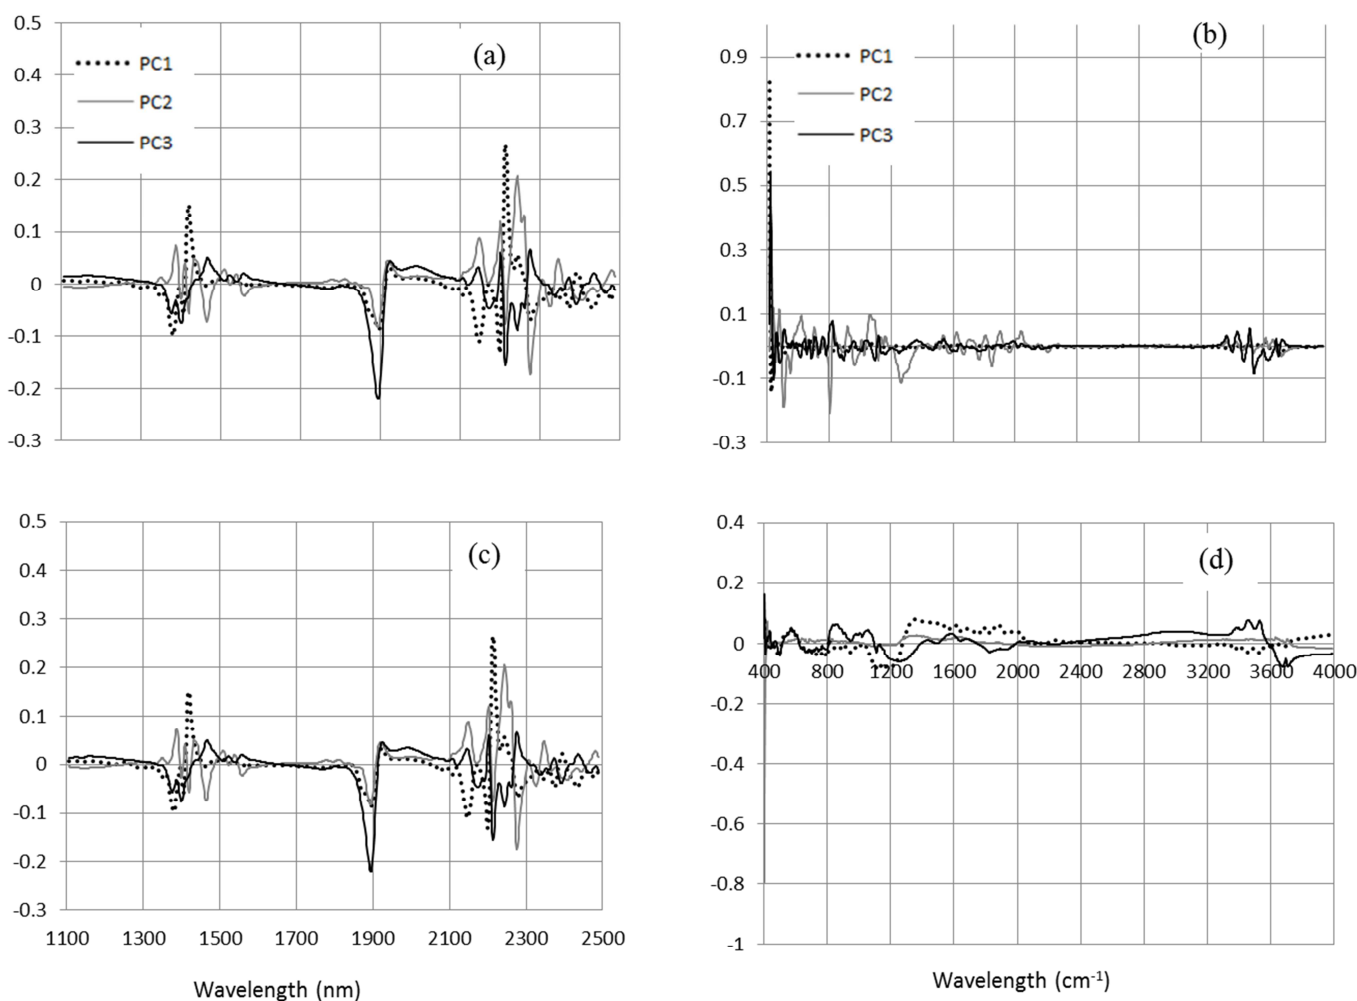 0.5
0.4
0.3
0.2
0.1
0
-0.1
-0.2
-0.3
(a)
PC1
PC2
PC3
0.9
0.7
0.5
0.3
0.1
-0.1
-0.3
(b)
PC1
PC2
PC3
0.5
0.4
0.3
0.2
0.1
0
-0.1
-0.2
-0.3
(c)
1100 1300 1500 1700 1900 2100 2300 2500
Wavelength (nm)
0.4
0.2
0
-0.2
-0.4
-0.6
-0.8
-1
(d)
400 800 1200 1600 2000 2400 2800 3200 3600 4000
Wavelength (cm⁻¹)